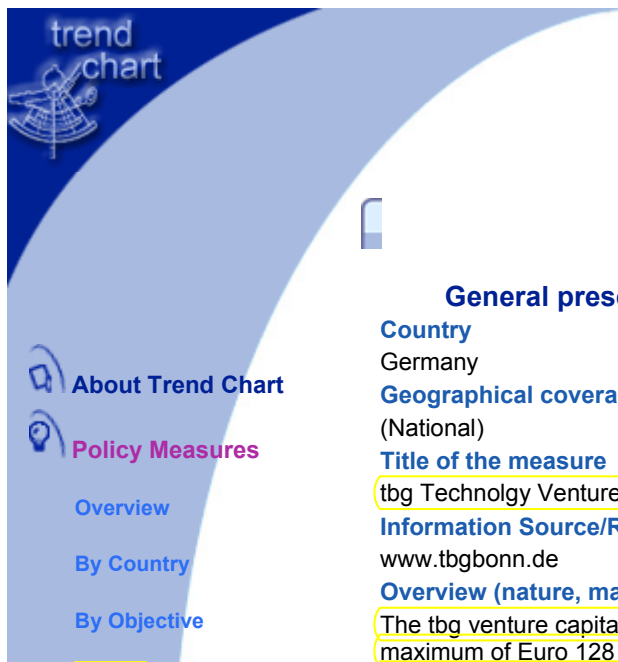 trend
chart
General prese
Country
Germany
About Trend Chart
Geographical covera
(National)
Policy Measures
Title of the measure
tbg Technolgy Venture
Overview
Information Source/R
www.tbgbonn.de
By Country
Overview (nature, ma
By Objective
The tbg venture capita
maximum of Euro 128